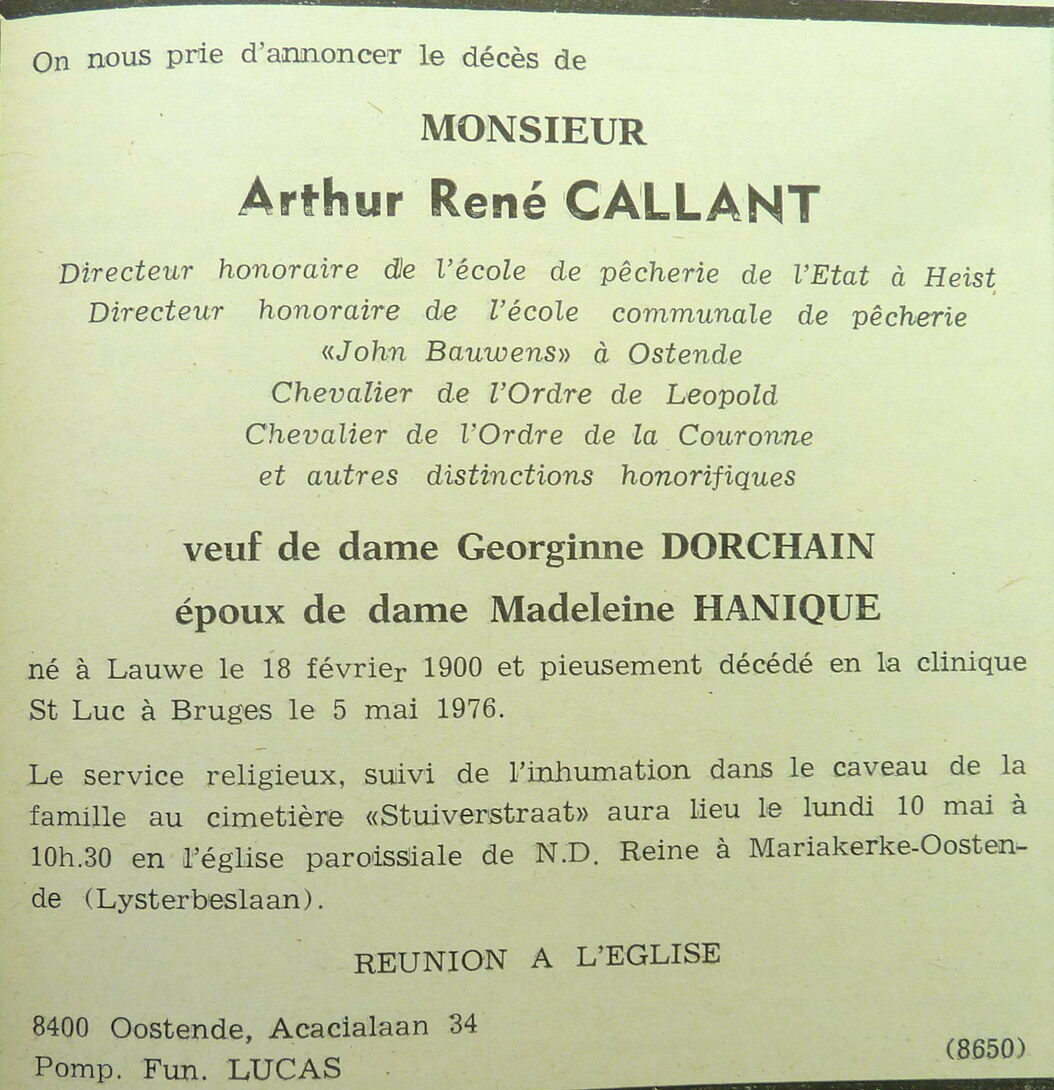 On nous prie d'annoncer le décès de
MONSIEUR
Arthur René CALLANT
Directeur honoraire de l'école de pêcherie de l'Etat à Heist
Directeur honoraire de l'école communale de pêcherie
«John Bauwens» à Ostende
Chevalier de l'Ordre de Leopold
Chevalier de l'Ordre de la Couronne
et autres distinctions honorifiques
veuf de dame Georginne DORCHAIN
époux de dame Madeleine HANIQUE
né à Lauwe le 18 février 1900 et pieusement décédé en la clinique
St Luc à Bruges le 5 mai 1976.
Le service religieux, suivi de l'inhumation dans le caveau de la
famille au cimetière «Stuiverstraat» aura lieu le lundi 10 mai à
10h.30 en l'église paroissiale de N.D. Reine à Mariakerke-Oosten-
de (Lysterbeslaan).
REUNION A L'EGLISE
8400 Oostende, Acacialaan 34
Pomp. Fun. LUCAS
(8650)